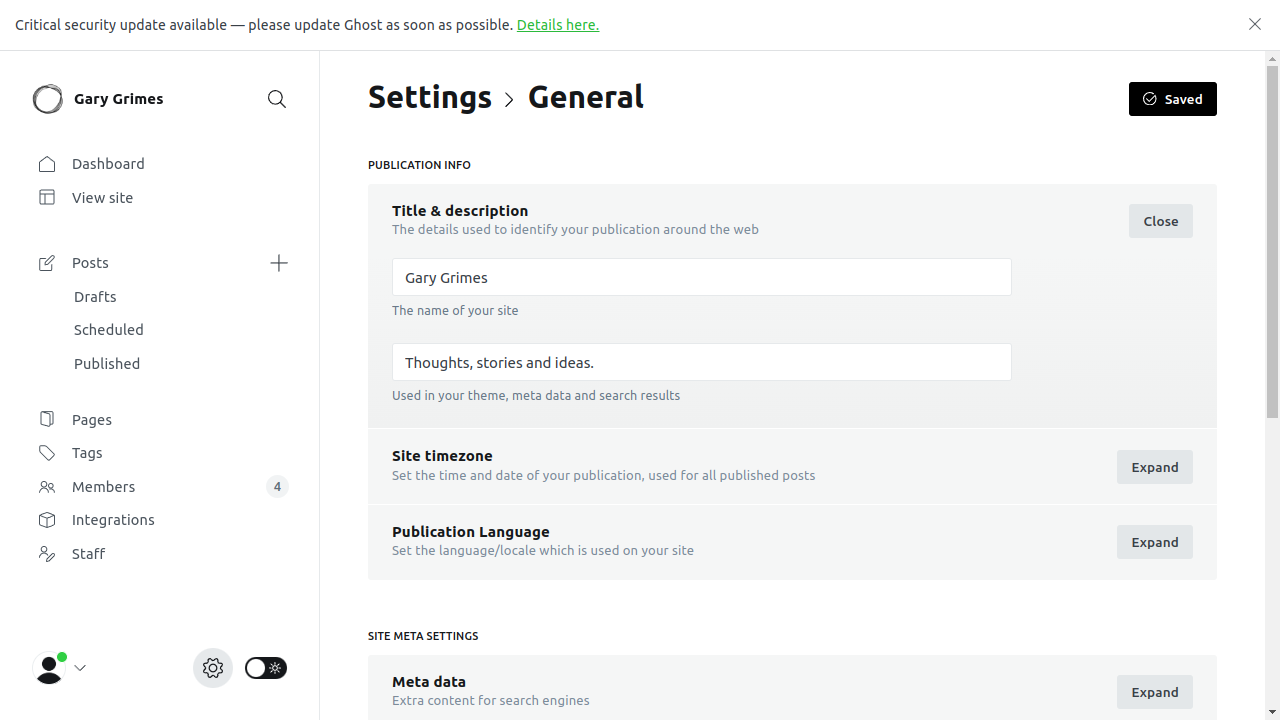 Critical security update available — please update Ghost as soon as possible. Details here.
Gary Grimes
Dashboard
View site
Posts
Drafts
Scheduled
Published
Pages
Tags
Members 4
Integrations
Staff
Settings > General
Saved
PUBLICATION INFO
Title & description
The details used to identify your publication around the web
Close
Gary Grimes
The name of your site
Thoughts, stories and ideas.
Used in your theme, meta data and search results
Site timezone
Set the time and date of your publication, used for all published posts
Expand
Publication Language
Set the language/locale which is used on your site
Expand
SITE META SETTINGS
Meta data
Extra content for search engines
Expand